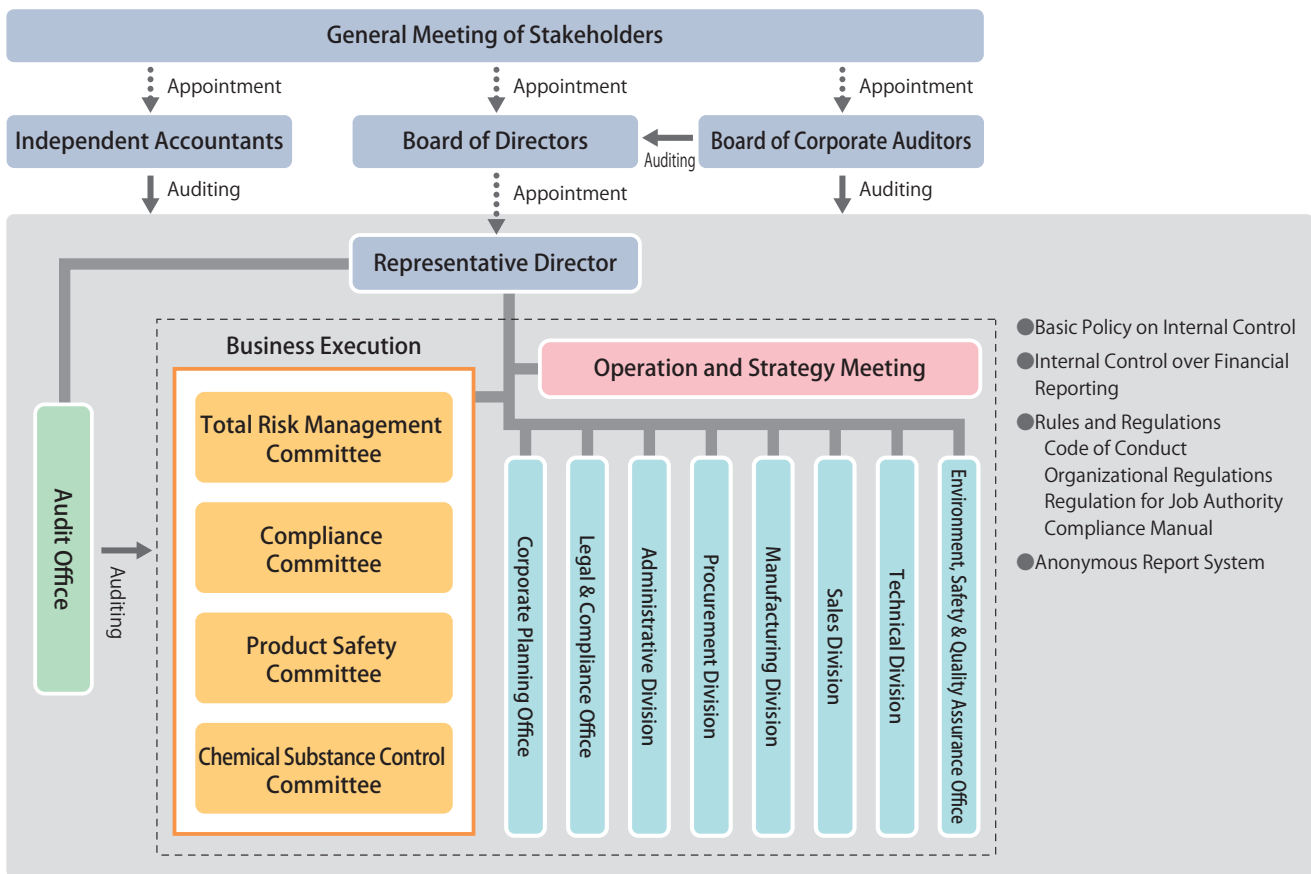 General Meeting of Stakeholders
Appointment
Appointment
Appointment
Independent Accountants
Board of Directors
Auditing
Board of Corporate Auditors
Auditing
Appointment
Auditing
Representative Director
Business Execution
Operation and Strategy Meeting
Audit Office
Auditing
Total Risk Management
Committee
Compliance
Committee
Product Safety
Committee
Chemical Substance Control
Committee
Corporate Planning Office
Legal & Compliance Office
Administrative Division
Procurement Division
Manufacturing Division
Sales Division
Technical Division
Environment, Safety & Quality Assurance Office
●Basic Policy on Internal Control
●Internal Control over Financial
Reporting
●Rules and Regulations
Code of Conduct
Organizational Regulations
Regulation for Job Authority
Compliance Manual
●Anonymous Report System